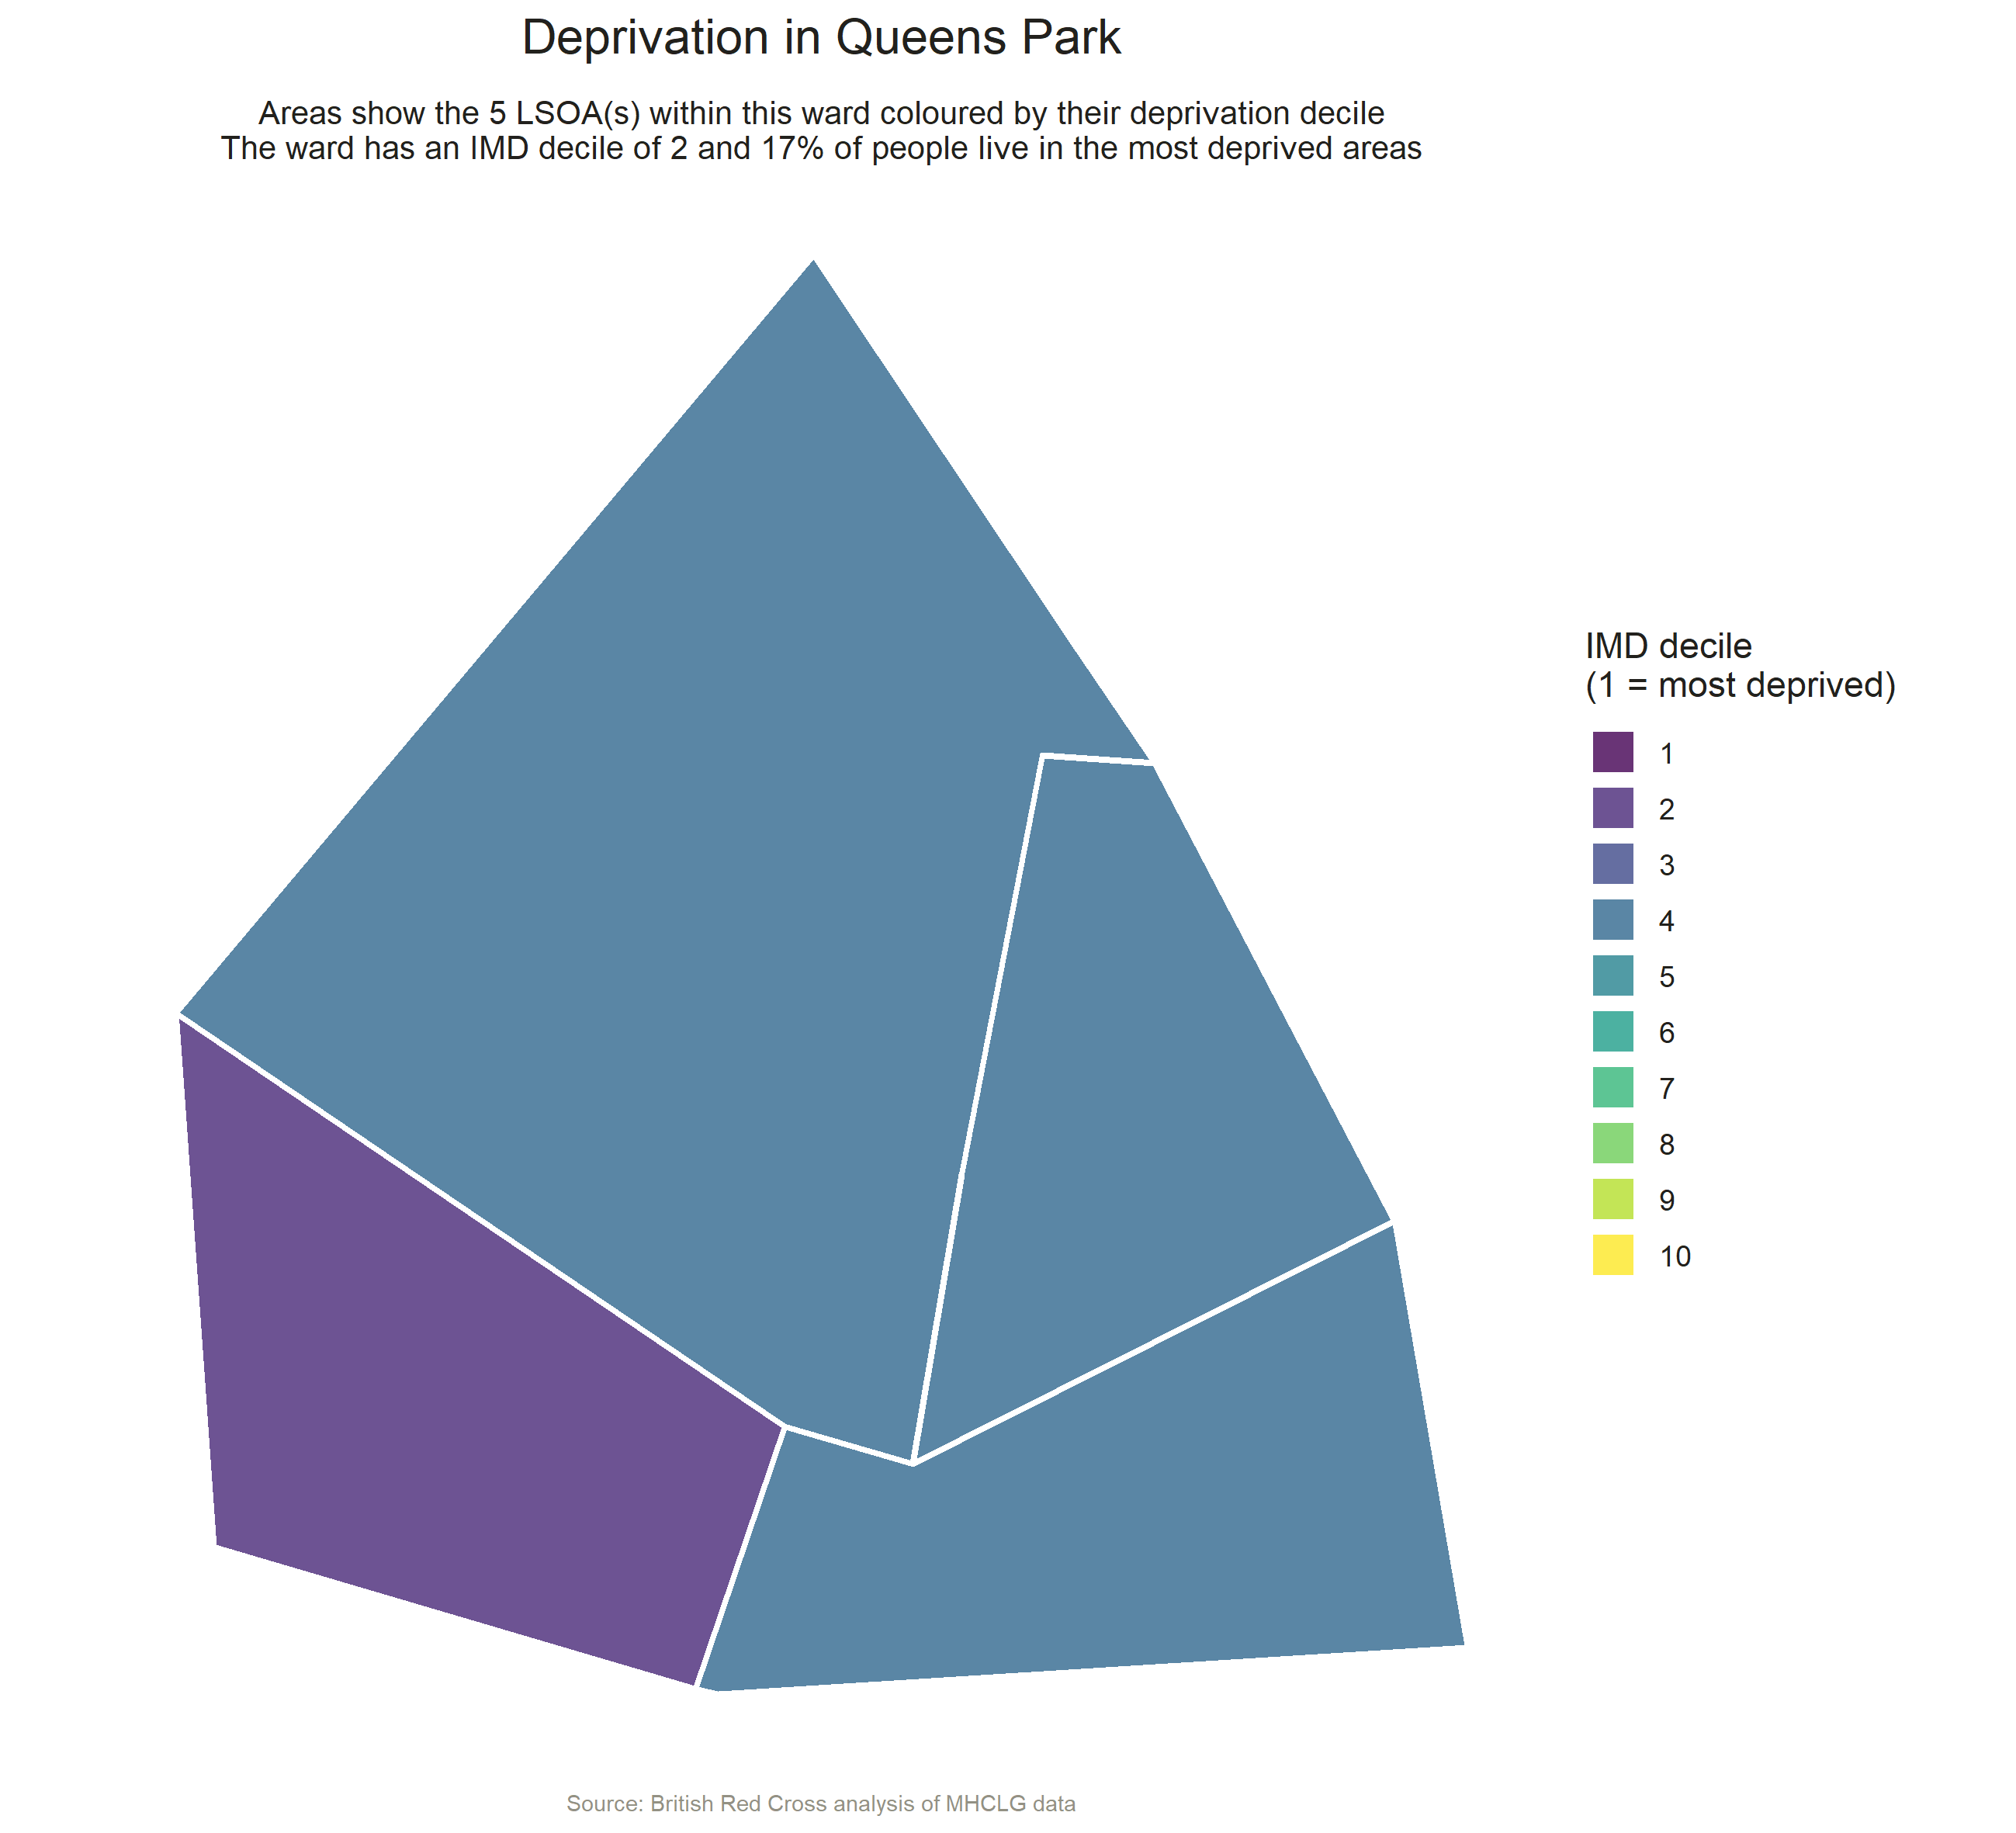 Deprivation in Queens Park
Areas show the 5 LSOA(s) within this ward coloured by their deprivation decile
The ward has an IMD decile of 2 and 17% of people live in the most deprived areas
IMD decile
(1 = most deprived)
1
2
3
4
5
6
7
8
9
10
Source: British Red Cross analysis of MHCLG data